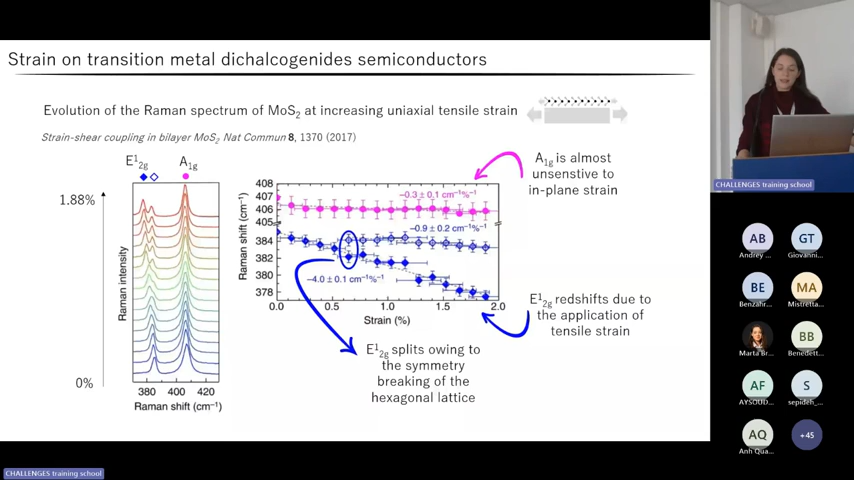 Strain on transition metal dichalcogenides semiconductors
Evolution of the Raman spectrum of MoS2 at increasing uniaxial tensile strain
Strain-shear coupling in bilayer MoS2 Nat Commun 8, 1370 (2017)
E¹2g A1g
1.88%
0%
Raman intensity
380 400 420
Raman shift (cm⁻¹)
408
407
406
405
384
382
380
378
Raman shift (cm⁻¹)
−0.3 ± 0.1 cm⁻¹%⁻¹
−0.9 ± 0.2 cm⁻¹%⁻¹
−4.0 ± 0.1 cm⁻¹%⁻¹
0.0 0.5 1.0 1.5 2.0
Strain (%)
A1g is almost
unsenstive to
in-plane strain
E¹2g redshifts due to
the application of
tensile strain
E¹2g splits owing to
the symmetry
breaking of the
hexagonal lattice
CHALLENGES training school
AB GT
Andrey ... Giovanni...
BE MA
Benzahr... Mistretta...
BB
Marta Br... Benedett...
AF S
AYSOUD... sepideh_...
AQ +45
Anh Qua...
CHALLENGES training school